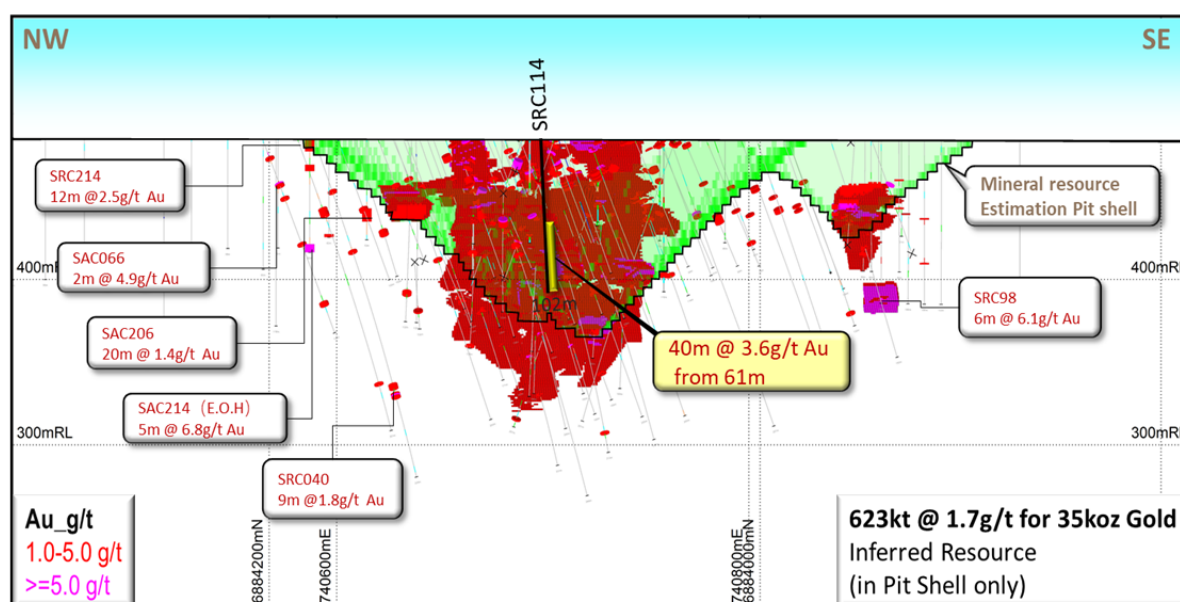 NW
SE
SRC114
SRC214
12m @2.5g/t Au
Mineral resource
Estimation Pit shell
SAC066
2m @ 4.9g/t Au
400mRL
400mRL
102m
SRC98
6m @ 6.1g/t Au
SAC206
20m @ 1.4g/t Au
40m @ 3.6g/t Au
from 61m
SAC214 (E.O.H)
5m @ 6.8g/t Au
300mRL
300mRL
SRC040
9m @1.8g/t Au
Au_g/t
1.0-5.0 g/t
>=5.0 g/t
6884200mN
740600mE
740800mE
6884000mN
623kt @ 1.7g/t for 35koz Gold
Inferred Resource
(in Pit Shell only)